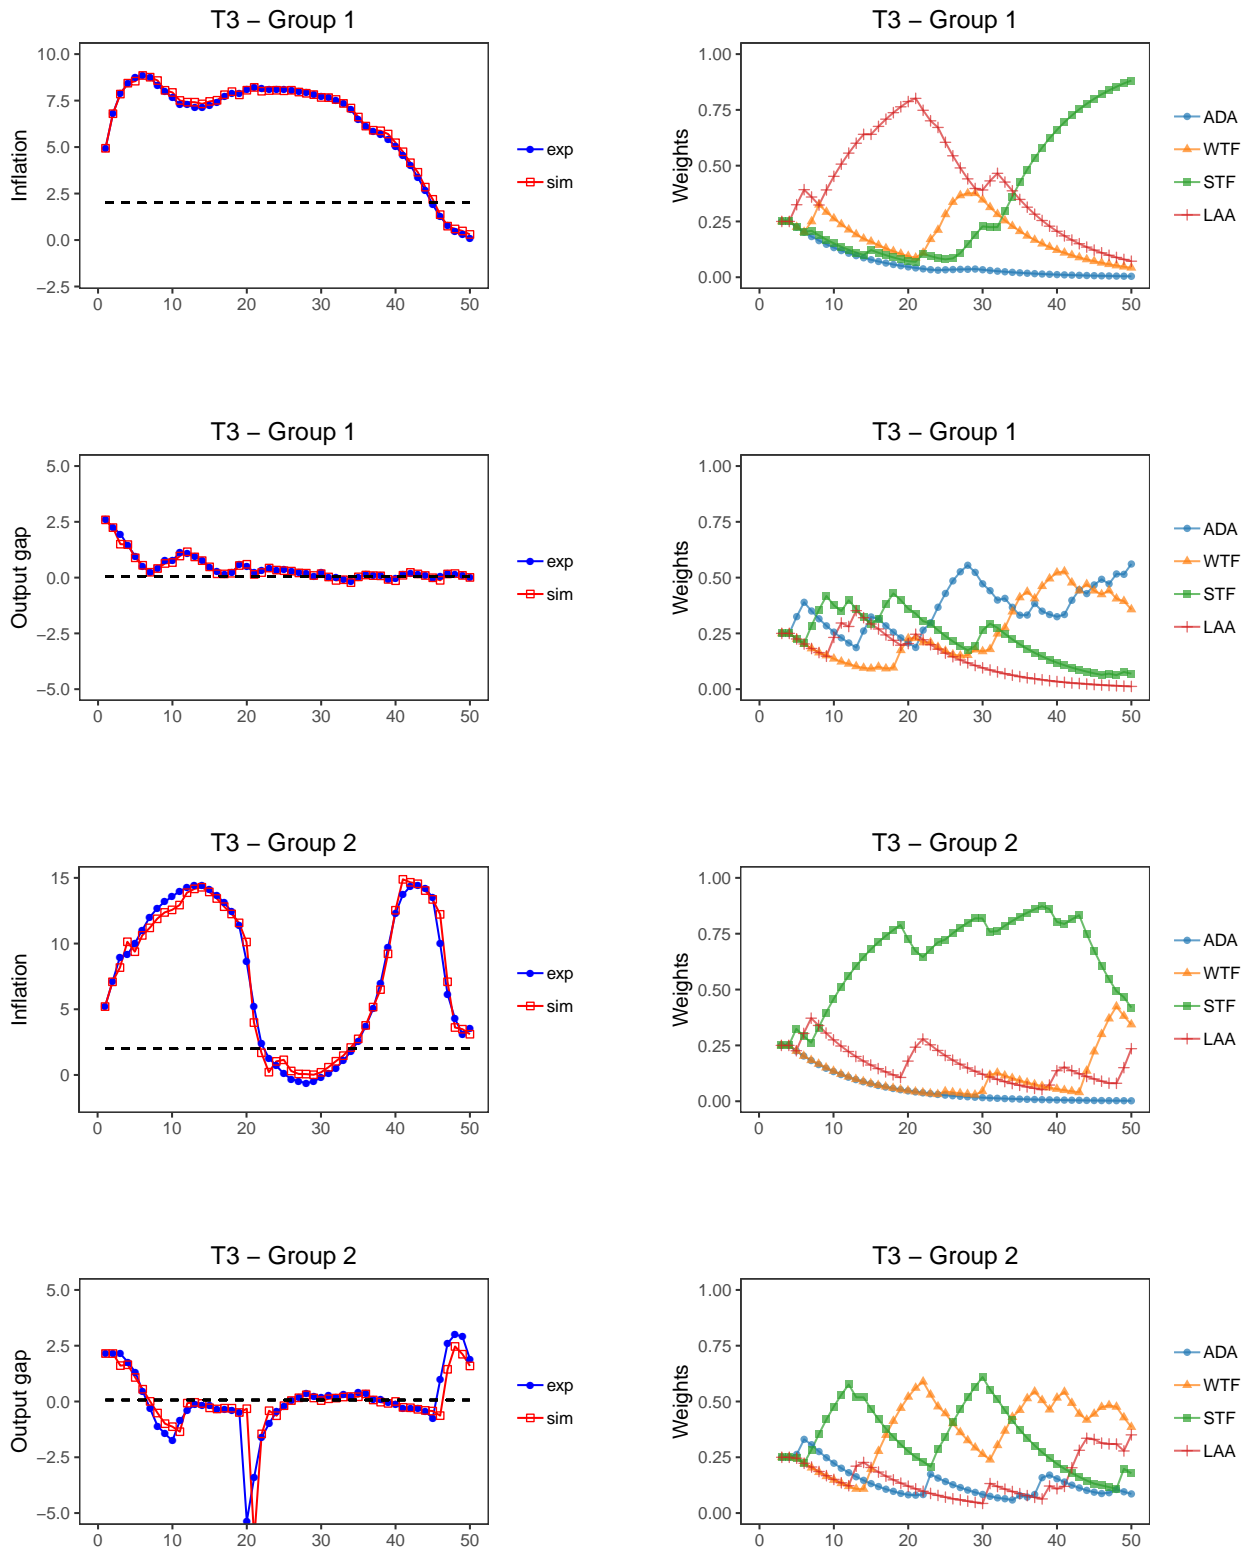 T3 – Group 1
T3 – Group 1
10.0
7.5
5.0
2.5
0.0
−2.5
Inflation
0 10 20 30 40 50
exp
sim
1.00
0.75
0.50
0.25
0.00
Weights
0 10 20 30 40 50
ADA
WTF
STF
LAA
T3 – Group 1
T3 – Group 1
5.0
2.5
0.0
−2.5
−5.0
Output gap
0 10 20 30 40 50
exp
sim
1.00
0.75
0.50
0.25
0.00
Weights
0 10 20 30 40 50
ADA
WTF
STF
LAA
T3 – Group 2
T3 – Group 2
15
10
5
0
Inflation
0 10 20 30 40 50
exp
sim
1.00
0.75
0.50
0.25
0.00
Weights
0 10 20 30 40 50
ADA
WTF
STF
LAA
T3 – Group 2
T3 – Group 2
5.0
2.5
0.0
−2.5
−5.0
Output gap
0 10 20 30 40 50
exp
sim
1.00
0.75
0.50
0.25
0.00
Weights
0 10 20 30 40 50
ADA
WTF
STF
LAA